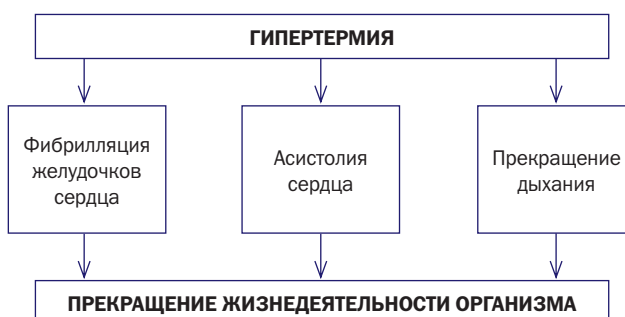 ГИПЕРТЕРМИЯ
Фибрилляция
желудочков
сердца
Асистолия
сердца
Прекращение
дыхания
ПРЕКРАЩЕНИЕ ЖИЗНЕДЕЯТЕЛЬНОСТИ ОРГАНИЗМА